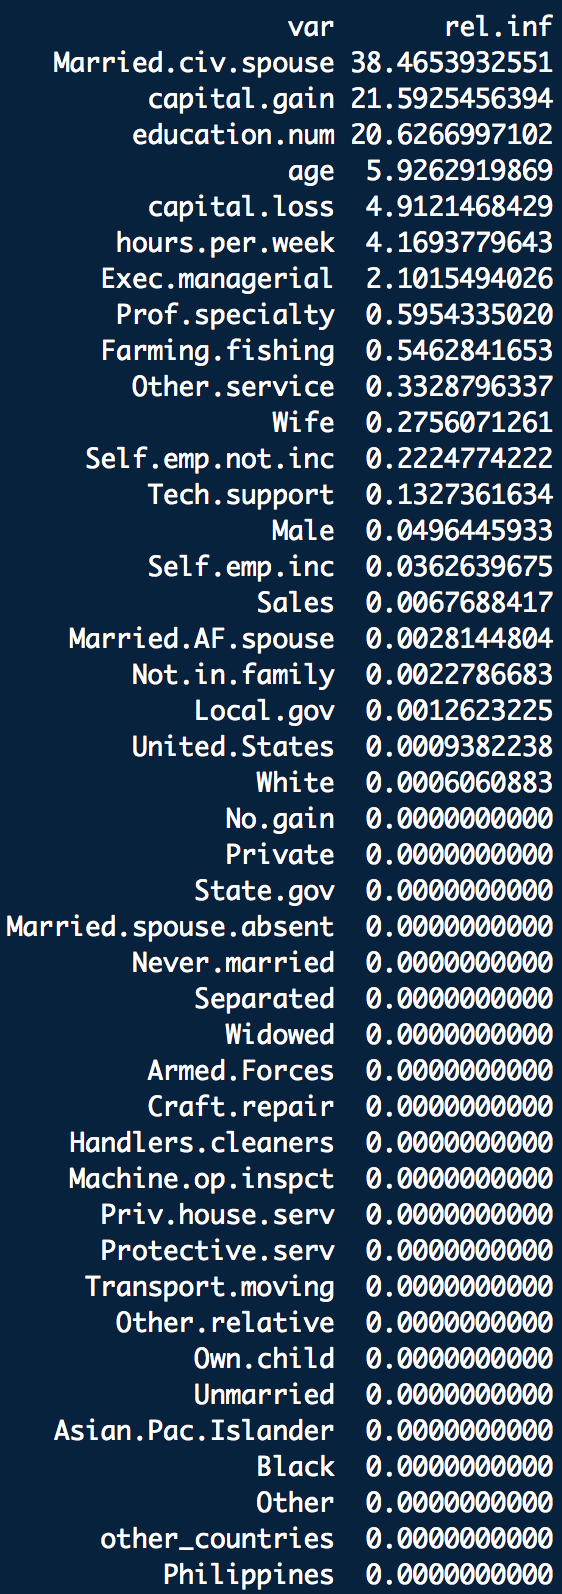 var rel.inf
Married.civ.spouse 38.4653932551
capital.gain 21.5925456394
education.num 20.6266997102
age 5.9262919869
capital.loss 4.9121468429
hours.per.week 4.1693779643
Exec.managerial 2.1015494026
Prof.specialty 0.5954335020
Farming.fishing 0.5462841653
Other.service 0.3328796337
Wife 0.2756071261
Self.emp.not.inc 0.2224774222
Tech.support 0.1327361634
Male 0.0496445933
Self.emp.inc 0.0362639675
Sales 0.0067688417
Married.AF.spouse 0.0028144804
Not.in.family 0.0022786683
Local.gov 0.0012623225
United.States 0.0009382238
White 0.0006060883
No.gain 0.0000000000
Private 0.0000000000
State.gov 0.0000000000
Married.spouse.absent 0.0000000000
Never.married 0.0000000000
Separated 0.0000000000
Widowed 0.0000000000
Armed.Forces 0.0000000000
Craft.repair 0.0000000000
Handlers.cleaners 0.0000000000
Machine.op.inspct 0.0000000000
Priv.house.serv 0.0000000000
Protective.serv 0.0000000000
Transport.moving 0.0000000000
Other.relative 0.0000000000
Own.child 0.0000000000
Unmarried 0.0000000000
Asian.Pac.Islander 0.0000000000
Black 0.0000000000
Other 0.0000000000
other_countries 0.0000000000
Philippines 0.0000000000